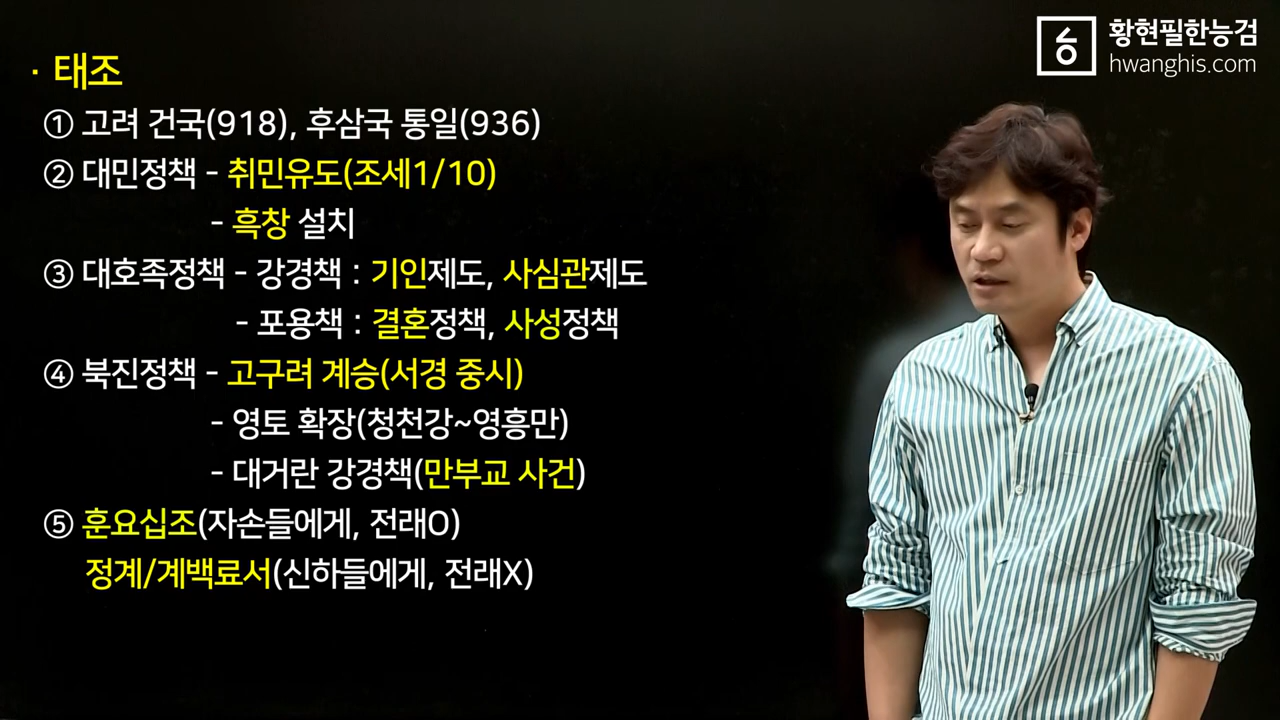 황현필한능검
hwanghis.com
· 태조
① 고려 건국(918), 후삼국 통일(936)
② 대민정책 - 취민유도(조세1/10)
- 흑창 설치
③ 대호족정책 - 강경책 : 기인제도, 사심관제도
- 포용책 : 결혼정책, 사성정책
④ 북진정책 - 고구려 계승(서경 중시)
- 영토 확장(청천강~영흥만)
- 대거란 강경책(만부교 사건)
⑤ 훈요십조(자손들에게, 전래O)
정계/계백료서(신하들에게, 전래X)